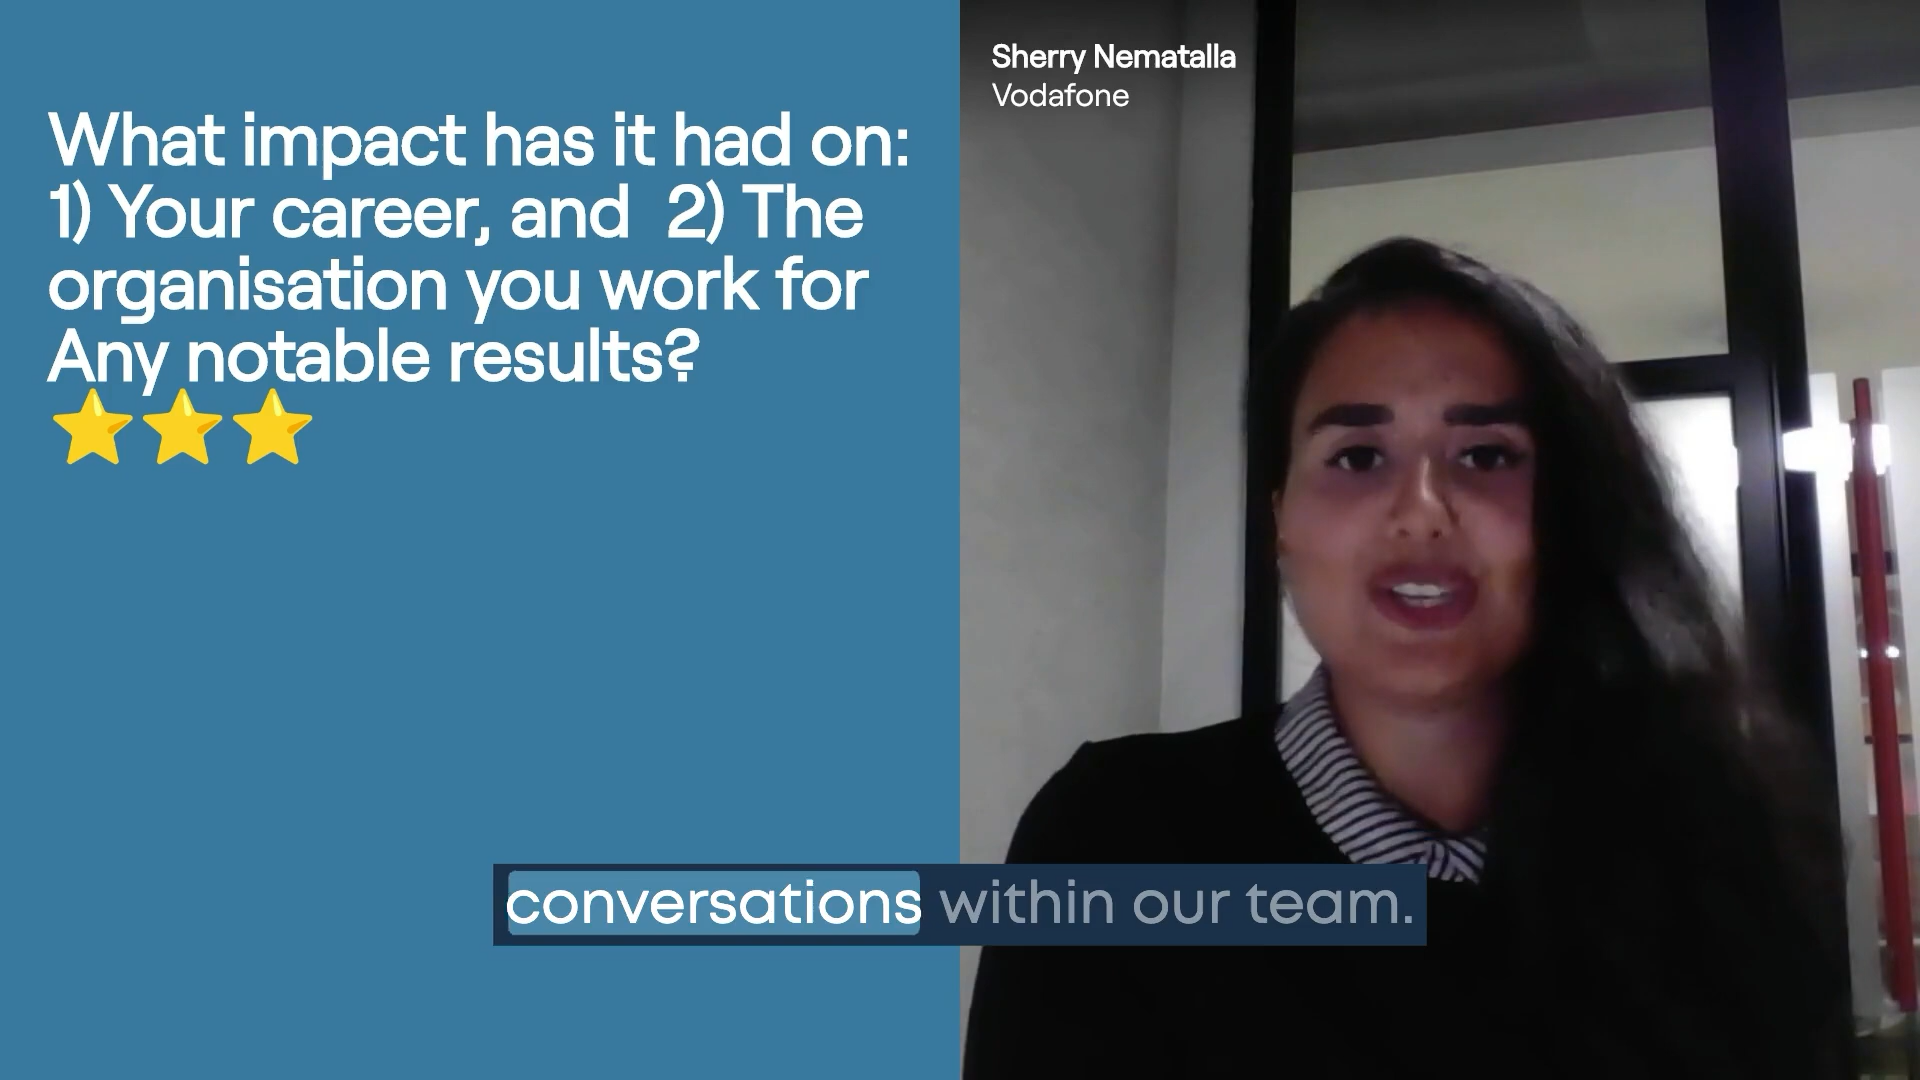 What impact has it had on:
1) Your career, and  2) The
organisation you work for
Any notable results?
⭐⭐⭐
Sherry Nematalla
Vodafone
conversations within our team.